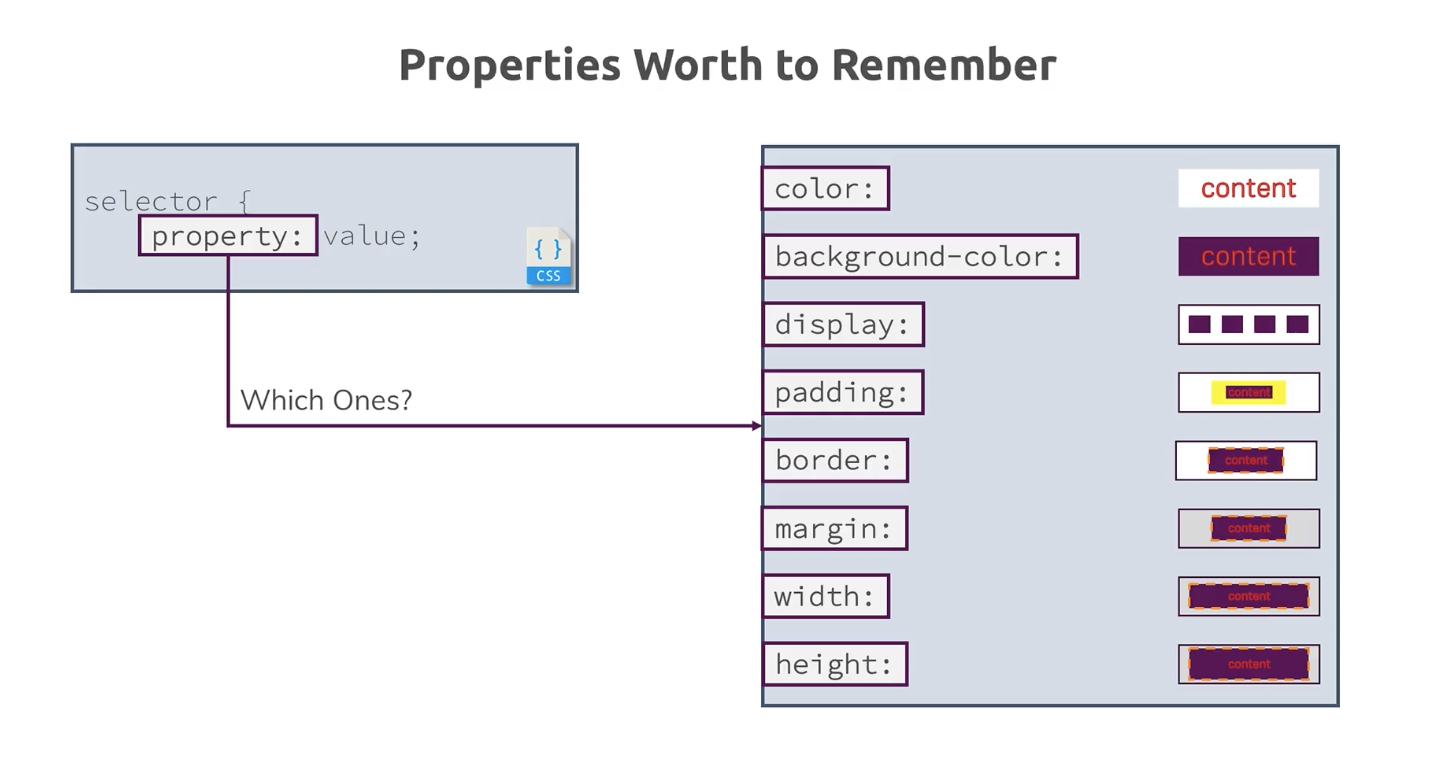 Properties Worth to Remember
selector {
property: value;
{ }
CSS
Which Ones?
color:
content
background-color:
content
display:
padding:
content
border:
content
margin:
content
width:
content
height:
content